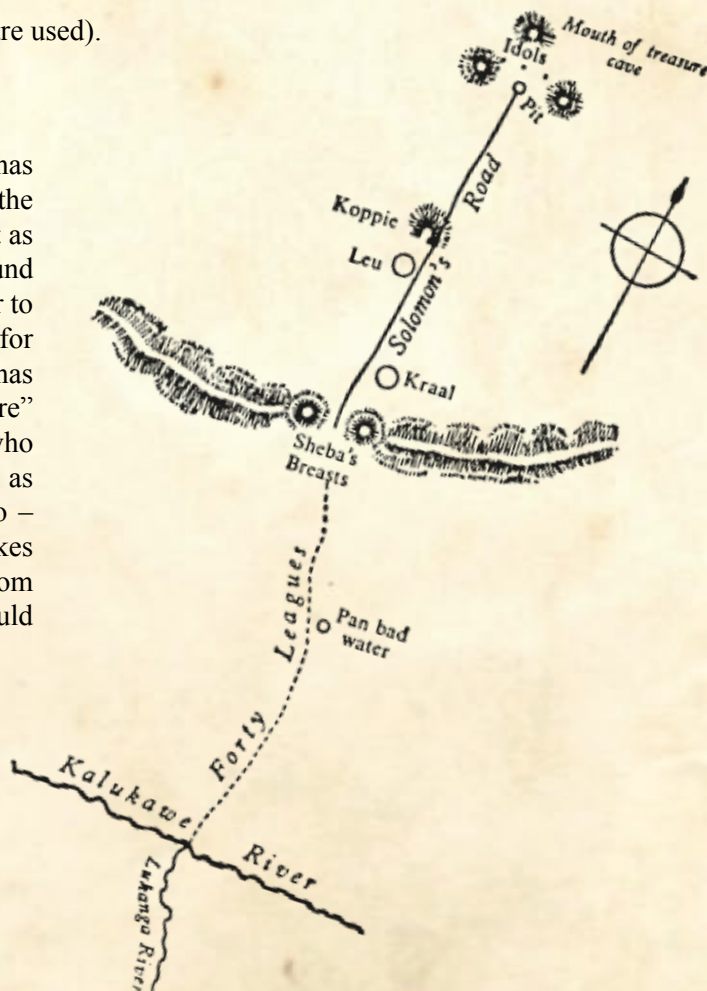 re used).
has
the
as
und
r to
for
has
re”
who
as
o –
kes
om
uld
Mouth of treasure
cave
Idols
Pit
Road
Koppie
Leu
Solomon's
Kraal
Sheba's
Breasts
Leagues
Pan bad
water
Forty
Kalukawe
River
Lukanga River